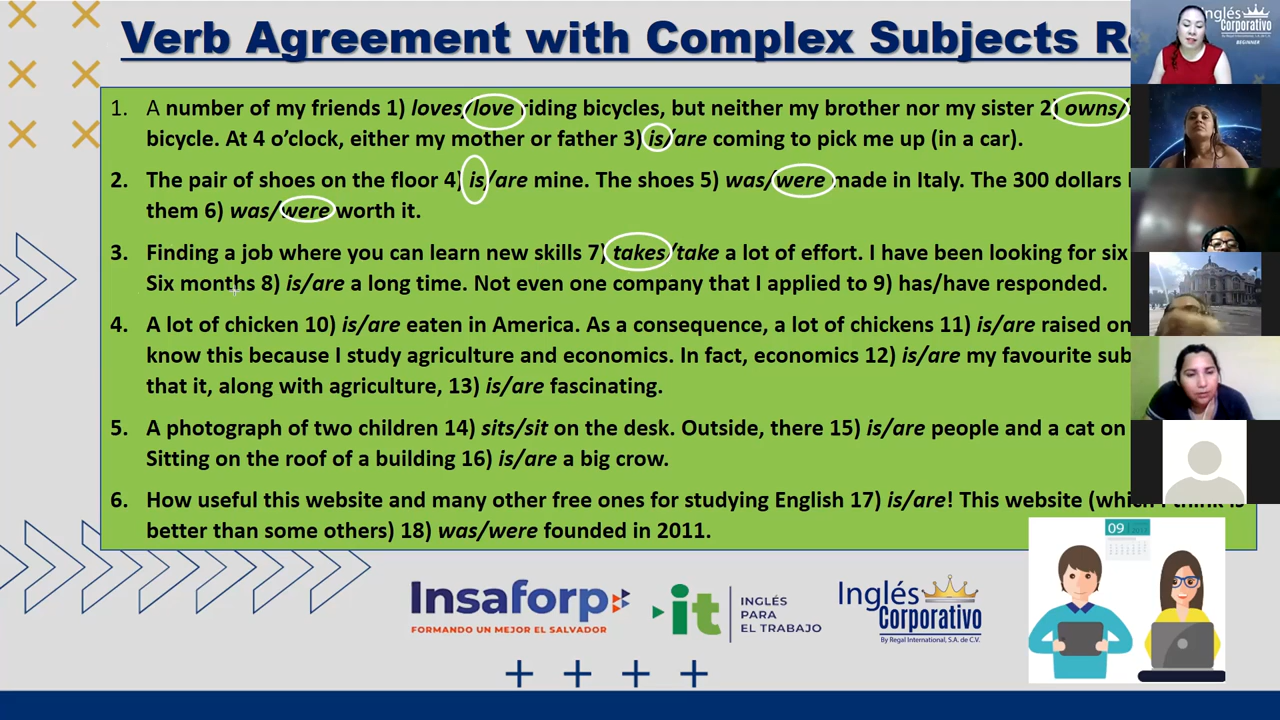 Verb Agreement with Complex Subjects
1. A number of my friends 1) loves/love riding bicycles, but neither my brother nor my sister 2) owns/
bicycle. At 4 o’clock, either my mother or father 3) is/are coming to pick me up (in a car).
2. The pair of shoes on the floor 4) is/are mine. The shoes 5) was/were made in Italy. The 300 dollars
them 6) was/were worth it.
3. Finding a job where you can learn new skills 7) takes/take a lot of effort. I have been looking for six
Six months 8) is/are a long time. Not even one company that I applied to 9) has/have responded.
4. A lot of chicken 10) is/are eaten in America. As a consequence, a lot of chickens 11) is/are raised on
know this because I study agriculture and economics. In fact, economics 12) is/are my favourite sub
that it, along with agriculture, 13) is/are fascinating.
5. A photograph of two children 14) sits/sit on the desk. Outside, there 15) is/are people and a cat on
Sitting on the roof of a building 16) is/are a big crow.
6. How useful this website and many other free ones for studying English 17) is/are! This website (which I think is
better than some others) 18) was/were founded in 2011.
Insaforp
FORMANDO UN MEJOR EL SALVADOR
it
INGLÉS
PARA
EL TRABAJO
Inglés
Corporativo
By Regal International, S.A. de C.V.
09
Inglés
Corporativo
By Regal International, S.A. de C.V.
BEGINNER